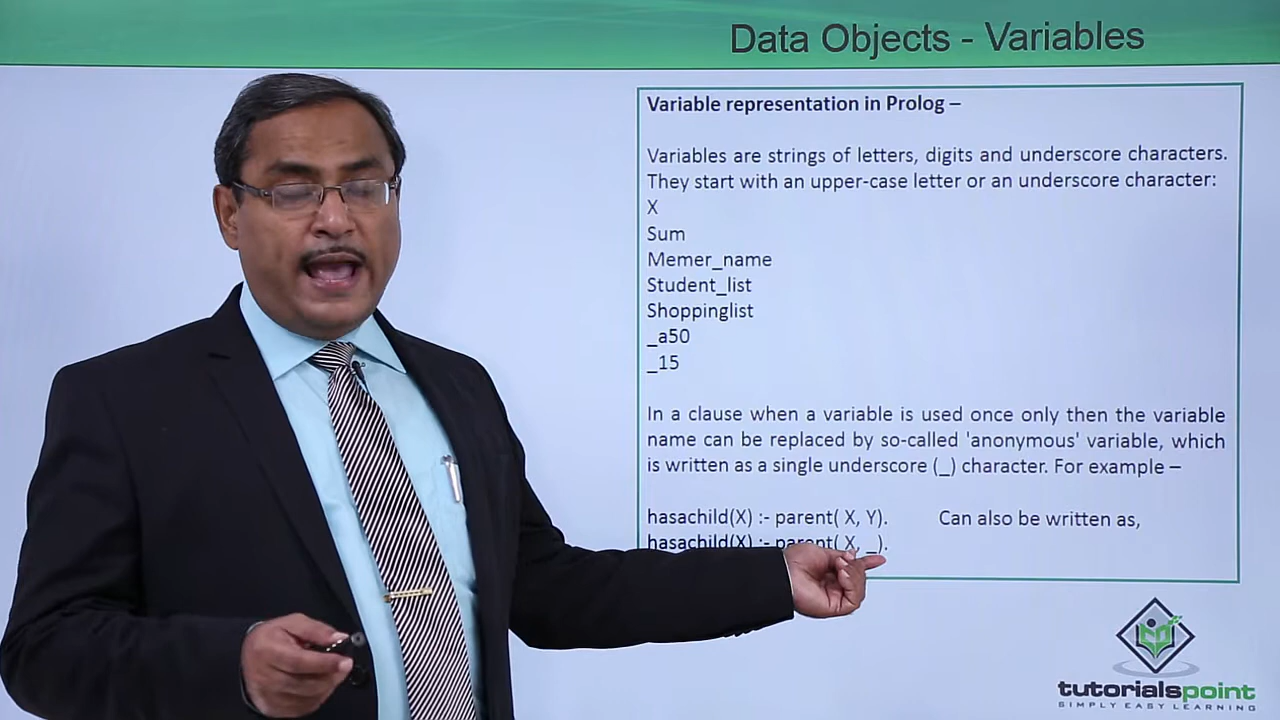 Data Objects - Variables
Variable representation in Prolog –
Variables are strings of letters, digits and underscore characters.
They start with an upper-case letter or an underscore character:
X
Sum
Memer_name
Student_list
Shoppinglist
_a50
_15
In a clause when a variable is used once only then the variable
name can be replaced by so-called 'anonymous' variable, which
is written as a single underscore (_) character. For example –
hasachild(X) :- parent( X, Y). Can also be written as,
hasachild(X) :- parent( X, _).
tutorialspoint
SIMPLY EASY LEARNING